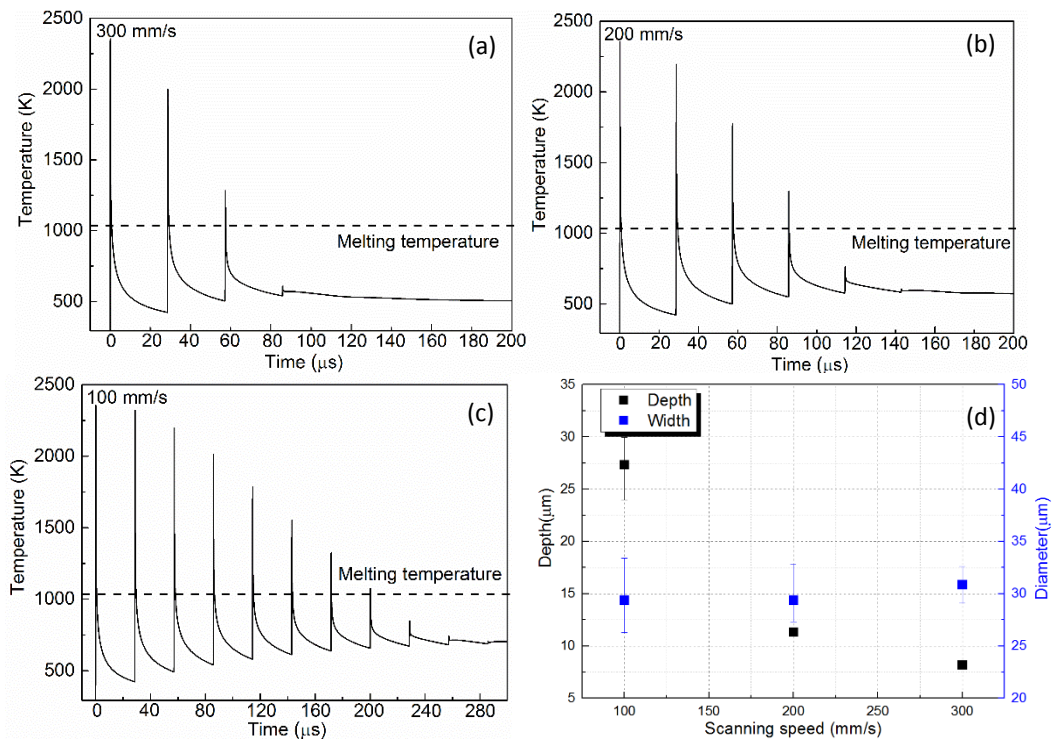 300 mm/s
(a)
2500
2000
1500
1000
500
Temperature (K)
Melting temperature
0 20 40 60 80 100 120 140 160 180 200
Time (μs)
200 mm/s
(b)
2500
2000
1500
1000
500
Temperature (K)
Melting temperature
0 20 40 60 80 100 120 140 160 180 200
Time (μs)
100 mm/s
(c)
2500
2000
1500
1000
500
Temperature (K)
Melting temperature
0 40 80 120 160 200 240 280
Time (μs)
(d)
Depth
Width
35
30
25
20
15
10
5
Depth(μm)
50
45
40
35
30
25
20
Diameter(μm)
100 150 200 250 300
Scanning speed (mm/s)